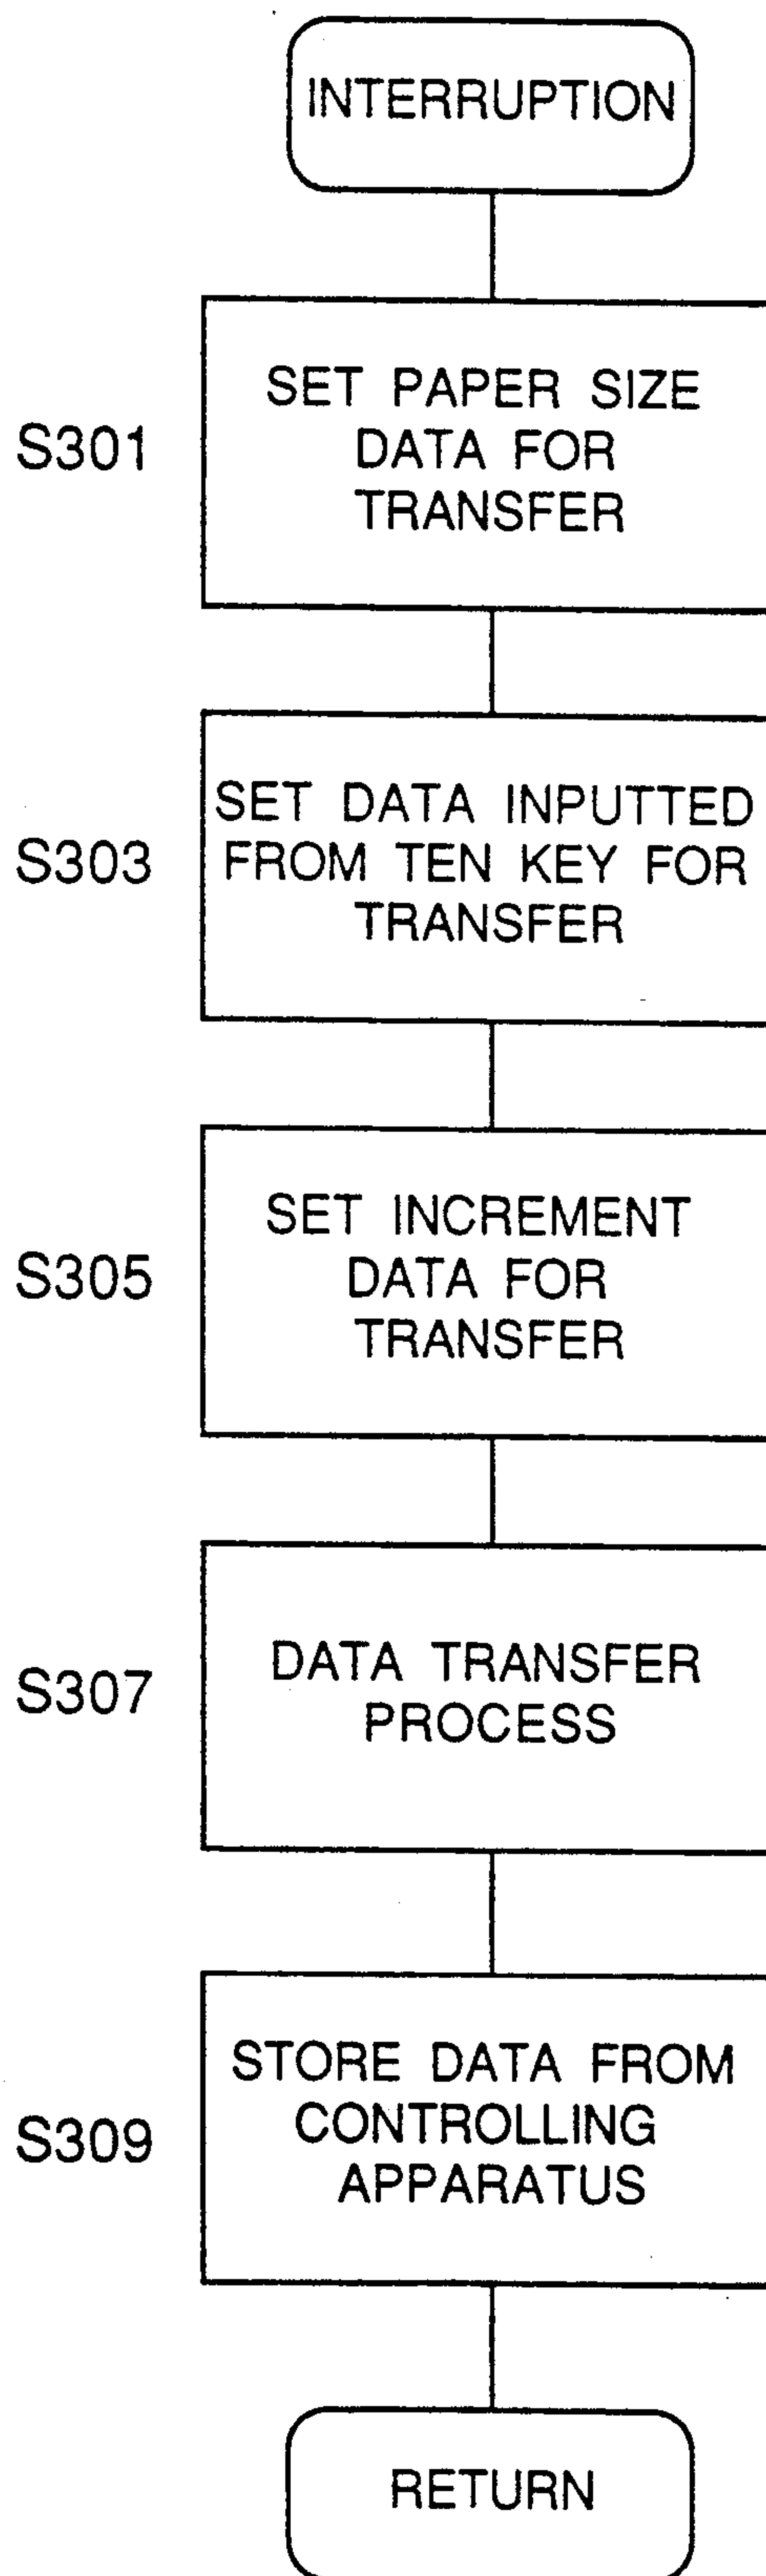 INTERRUPTION
S301
SET PAPER SIZE
DATA FOR
TRANSFER
S303
SET DATA INPUTTED
FROM TEN KEY FOR
TRANSFER
S305
SET INCREMENT
DATA FOR
TRANSFER
S307
DATA TRANSFER
PROCESS
S309
STORE DATA FROM
CONTROLLING
APPARATUS
RETURN